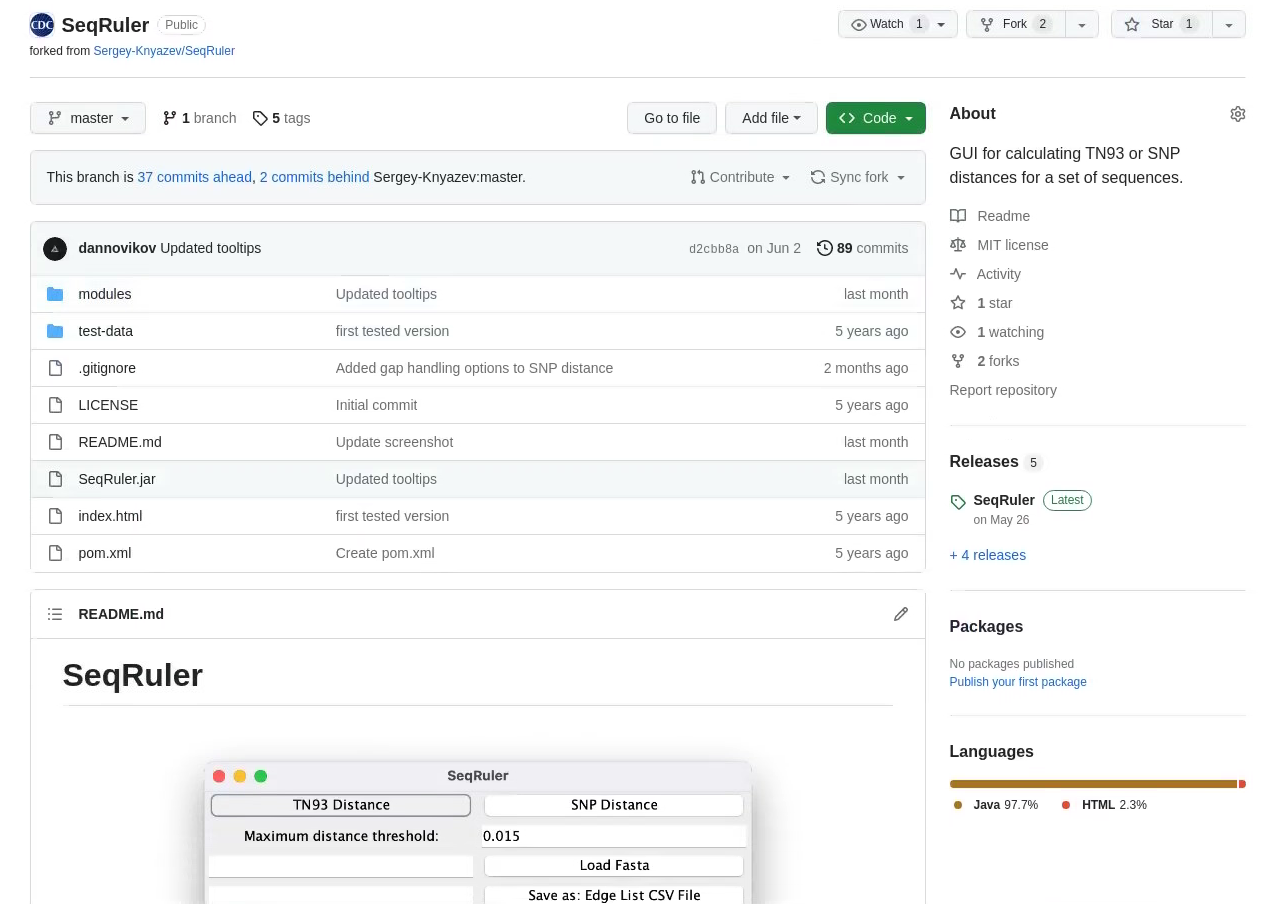 CDC SeqRuler Public Watch 1 Fork 2 Star 1
forked from Sergey-Knyazev/SeqRuler
master 1 branch 5 tags Go to file Add file <> Code
This branch is 37 commits ahead, 2 commits behind Sergey-Knyazev:master. Contribute Sync fork
dannovikov Updated tooltips d2cbb8a on Jun 2 89 commits
modules Updated tooltips last month
test-data first tested version 5 years ago
.gitignore Added gap handling options to SNP distance 2 months ago
LICENSE Initial commit 5 years ago
README.md Update screenshot last month
SeqRuler.jar Updated tooltips last month
index.html first tested version 5 years ago
pom.xml Create pom.xml 5 years ago
README.md
SeqRuler
SeqRuler
TN93 Distance SNP Distance
Maximum distance threshold: 0.015
Load Fasta
Save as: Edge List CSV File
About
GUI for calculating TN93 or SNP
distances for a set of sequences.
Readme
MIT license
Activity
1 star
1 watching
2 forks
Report repository
Releases 5
SeqRuler Latest
on May 26
+ 4 releases
Packages
No packages published
Publish your first package
Languages
Java 97.7% HTML 2.3%